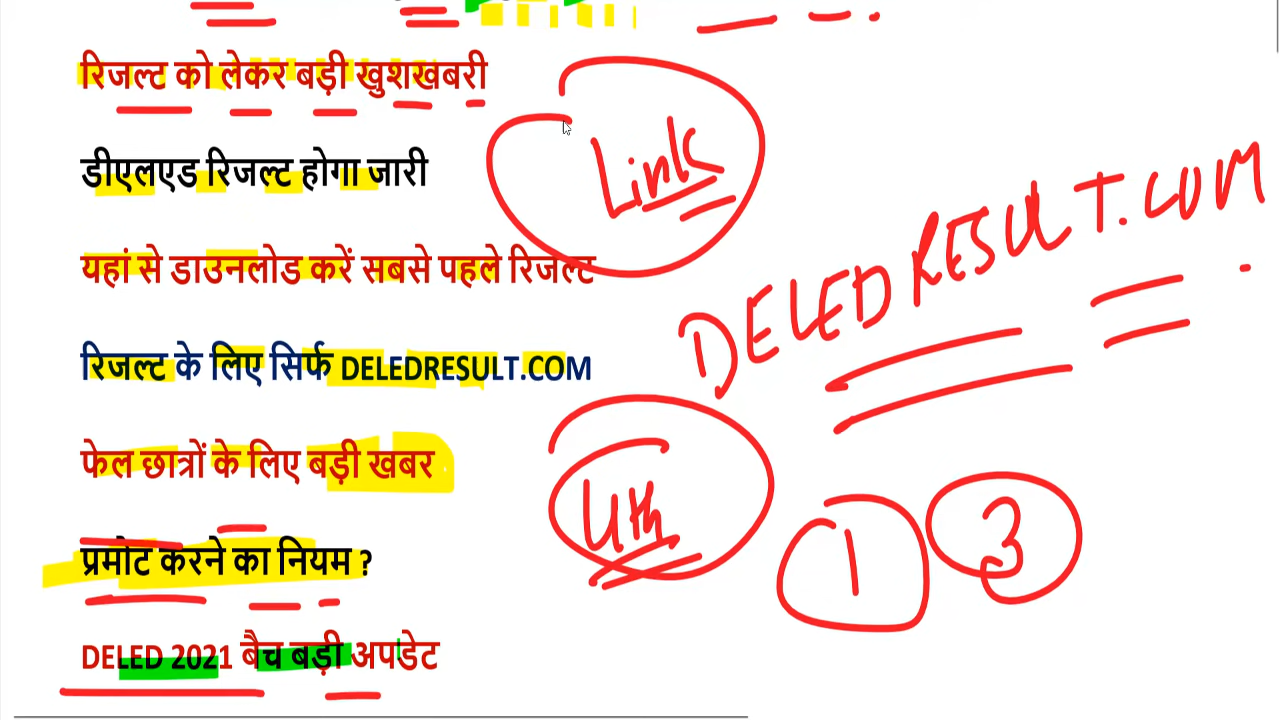 रिजल्ट को लेकर बड़ी खुशखबरी
डीएलएड रिजल्ट होगा जारी
यहां से डाउनलोड करें सबसे पहले रिजल्ट
रिजल्ट के लिए सिर्फ DELEDRESULT.COM
फेल छात्रों के लिए बड़ी खबर
प्रमोट करने का नियम ?
DELED 2021 बैच बड़ी अपडेट
Link
DELEDRESULT.COM
4th
1 3